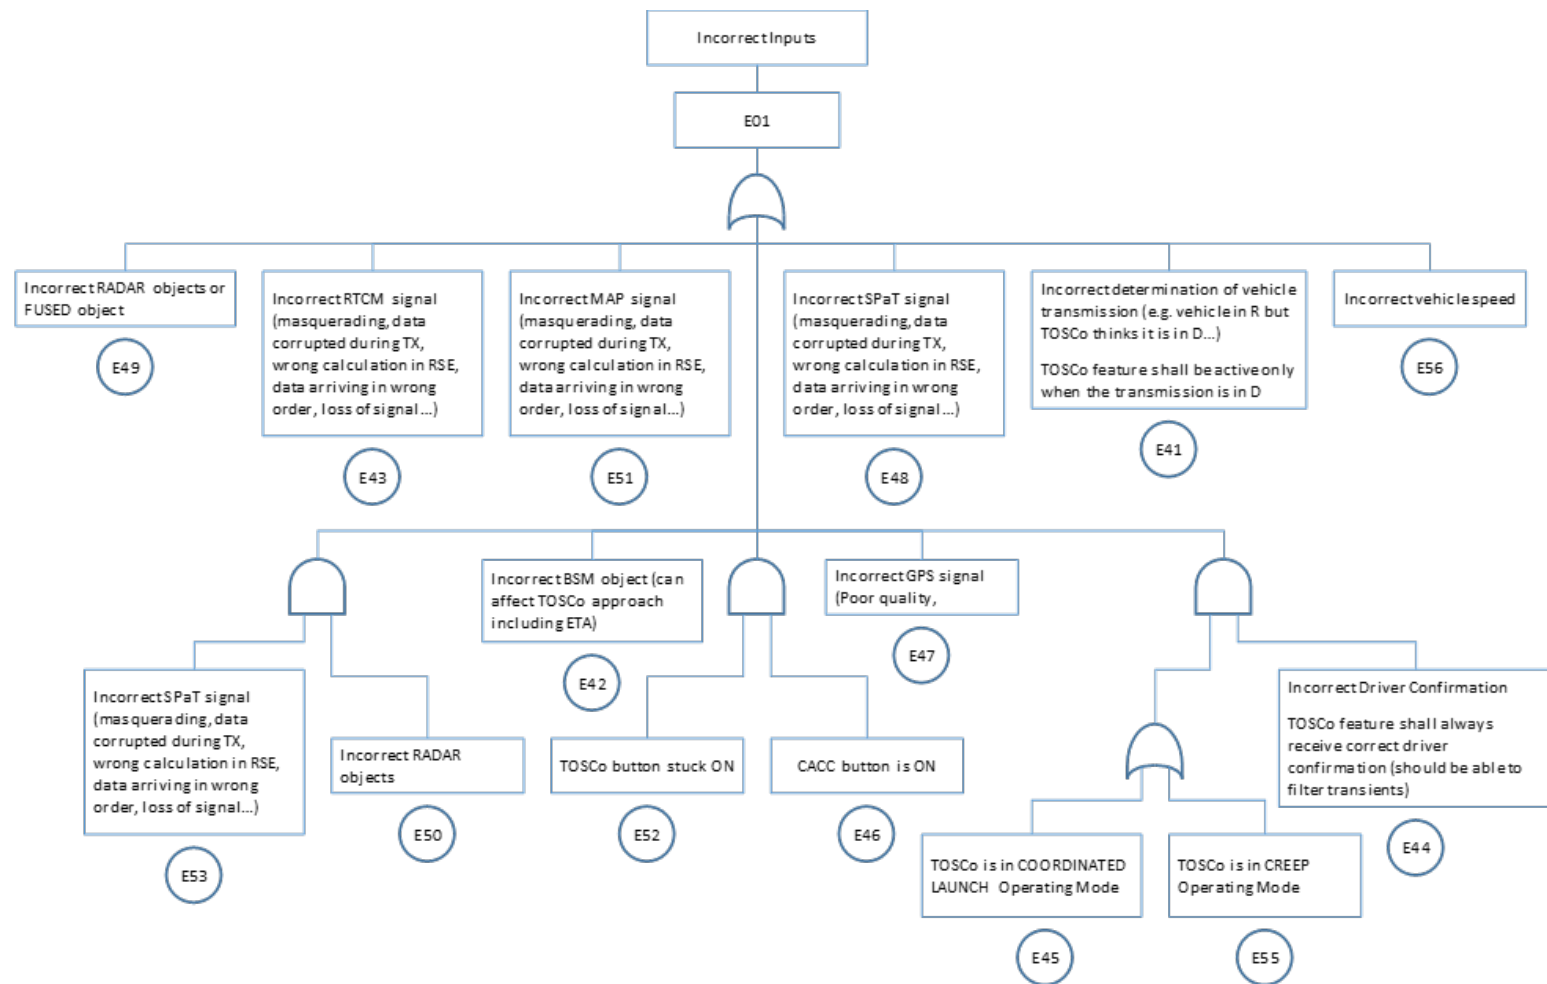 Incorrect Inputs
E01
Incorrect RADAR objects or
FUSED object
E49
Incorrect RTCM signal
(masquerading, data
corrupted during TX,
wrong calculation in RSE,
data arriving in wrong
order, loss of signal...)
E43
Incorrect MAP signal
(masquerading, data
corrupted during TX,
wrong calculation in RSE,
data arriving in wrong
order, loss of signal...)
E51
Incorrect SPaT signal
(masquerading, data
corrupted during TX,
wrong calculation in RSE,
data arriving in wrong
order, loss of signal...)
E48
Incorrect determination of vehicle
transmission (e.g. vehicle in R but
TOSCo thinks it is in D...)
TOSCo feature shall be active only
when the transmission is in D
E41
Incorrect vehicle speed
E56
Incorrect SPaT signal
(masquerading, data
corrupted during TX,
wrong calculation in RSE,
data arriving in wrong
order, loss of signal...)
E53
Incorrect RADAR
objects
E50
Incorrect BSM object (can
affect TOSCo approach
including ETA)
E42
TOSCo button stuck ON
E52
CACC button is ON
E46
Incorrect GPS signal
(Poor quality,
E47
TOSCo is in COORDINATED
LAUNCH Operating Mode
E45
TOSCo is in CREEP
Operating Mode
E55
Incorrect Driver Confirmation
TOSCo feature shall always
receive correct driver
confirmation (should be able to
filter transients)
E44